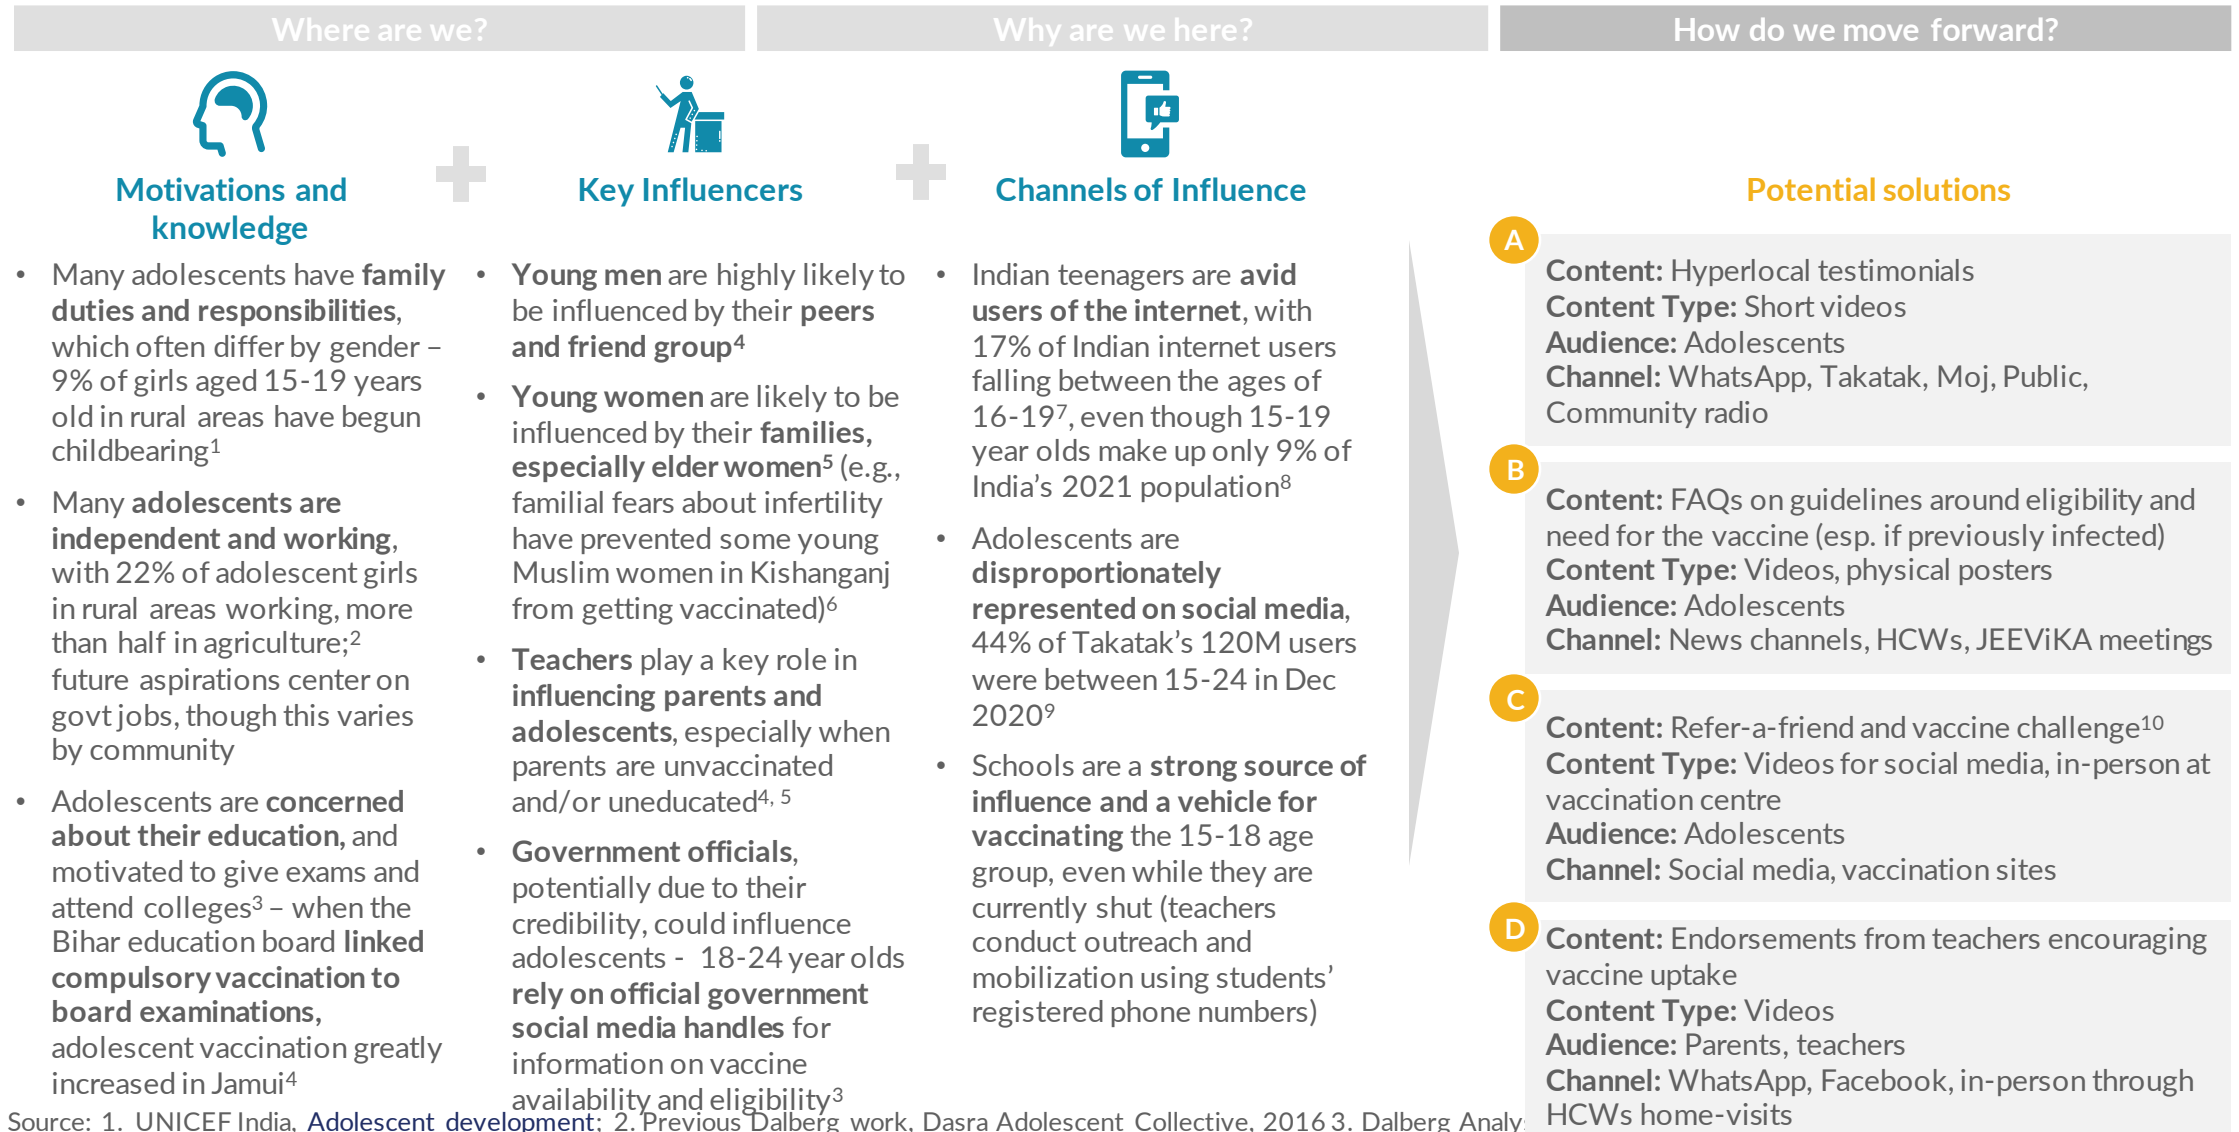 Where are we?
Why are we here?
How do we move forward?
Motivations and
knowledge
• Many adolescents have family
duties and responsibilities,
which often differ by gender –
9% of girls aged 15-19 years
old in rural areas have begun
childbearing¹
• Many adolescents are
independent and working,
with 22% of adolescent girls
in rural areas working, more
than half in agriculture;²
future aspirations center on
govt jobs, though this varies
by community
• Adolescents are concerned
about their education, and
motivated to give exams and
attend colleges³ – when the
Bihar education board linked
compulsory vaccination to
board examinations,
adolescent vaccination greatly
increased in Jamui⁴
Key Influencers
• Young men are highly likely to
be influenced by their peers
and friend group⁴
• Young women are likely to be
influenced by their families,
especially elder women⁵ (e.g.,
familial fears about infertility
have prevented some young
Muslim women in Kishanganj
from getting vaccinated)⁶
• Teachers play a key role in
influencing parents and
adolescents, especially when
parents are unvaccinated
and/or uneducated⁴, ⁵
• Government officials,
potentially due to their
credibility, could influence
adolescents - 18-24 year olds
rely on official government
social media handles for
information on vaccine
availability and eligibility³
Channels of Influence
• Indian teenagers are avid
users of the internet, with
17% of Indian internet users
falling between the ages of
16-19⁷, even though 15-19
year olds make up only 9% of
India’s 2021 population⁸
• Adolescents are
disproportionately
represented on social media,
44% of Takatak’s 120M users
were between 15-24 in Dec
2020⁹
• Schools are a strong source of
influence and a vehicle for
vaccinating the 15-18 age
group, even while they are
currently shut (teachers
conduct outreach and
mobilization using students’
registered phone numbers)
Potential solutions
A
Content: Hyperlocal testimonials
Content Type: Short videos
Audience: Adolescents
Channel: WhatsApp, Takatak, Moj, Public,
Community radio
B
Content: FAQs on guidelines around eligibility and
need for the vaccine (esp. if previously infected)
Content Type: Videos, physical posters
Audience: Adolescents
Channel: News channels, HCWs, JEEViKA meetings
C
Content: Refer-a-friend and vaccine challenge¹⁰
Content Type: Videos for social media, in-person at
vaccination centre
Audience: Adolescents
Channel: Social media, vaccination sites
D
Content: Endorsements from teachers encouraging
vaccine uptake
Content Type: Videos
Audience: Parents, teachers
Channel: WhatsApp, Facebook, in-person through
HCWs home-visits
Source: 1. UNICEF India, Adolescent development; 2. Previous Dalberg work, Dasra Adolescent Collective, 2016 3. Dalberg